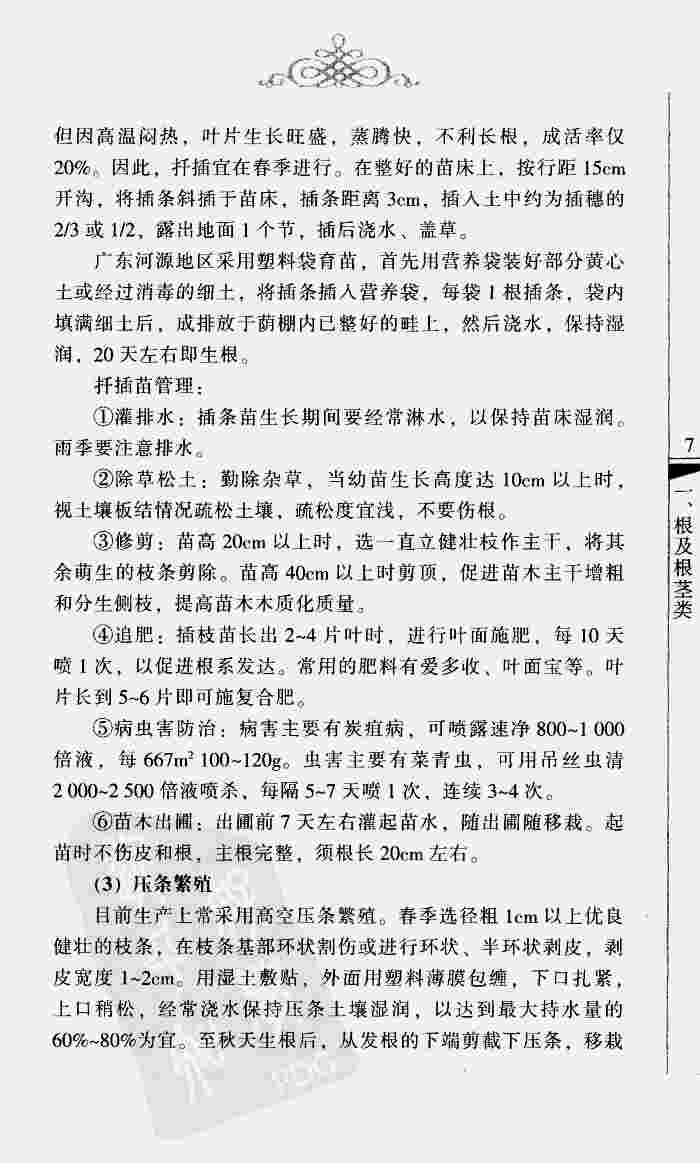 但因高温闷热，叶片生长旺盛，蒸腾快，不利长根，成活率仅
20%。因此，扦插宜在春季进行。在整好的苗床上，按行距 15cm
开沟，将插条斜插于苗床，插条距离 3cm，插入土中约为插穗的
2/3 或 1/2，露出地面 1 个节，插后浇水、盖草。
广东河源地区采用塑料袋育苗，首先用营养袋装好部分黄心
土或经过消毒的细土，将插条插入营养袋，每袋 1 根插条，袋内
填满细土后，成排放于荫棚内已整好的畦上，然后浇水，保持湿
润，20 天左右即生根。
扦插苗管理：
①灌排水：插条苗生长期间要经常淋水，以保持苗床湿润。
雨季要注意排水。
②除草松土：勤除杂草，当幼苗生长高度达 10cm 以上时，
视土壤板结情况疏松土壤，疏松度宜浅，不要伤根。
③修剪：苗高 20cm 以上时，选一直立健壮枝作主干，将其
余萌生的枝条剪除。苗高 40cm 以上时剪顶，促进苗木主干增粗
和分生侧枝，提高苗木木质化质量。
④追肥：插枝苗长出 2~4 片叶时，进行叶面施肥，每 10 天
喷 1 次，以促进根系发达。常用的肥料有爱多收、叶面宝等。叶
片长到 5~6 片即可施复合肥。
⑤病虫害防治：病害主要有炭疽病，可喷露速净 800~1 000
倍液，每 667m² 100~120g。虫害主要有菜青虫，可用吊丝虫清
2 000~2 500 倍液喷杀，每隔 5~7 天喷 1 次，连续 3~4 次。
⑥苗木出圃：出圃前 7 天左右灌起苗水，随出圃随移栽。起
苗时不伤皮和根，主根完整，须根长 20cm 左右。
（3）压条繁殖
目前生产上常采用高空压条繁殖。春季选径粗 1cm 以上优良
健壮的枝条，在枝条基部环状割伤或进行环状、半环状剥皮，剥
皮宽度 1~2cm。用湿土敷贴，外面用塑料薄膜包缠，下口扎紧，
上口稍松，经常浇水保持压条土壤湿润，以达到最大持水量的
60%~80%为宜。至秋天生根后，从发根的下端剪截下压条，移栽
7
一、根及根茎类